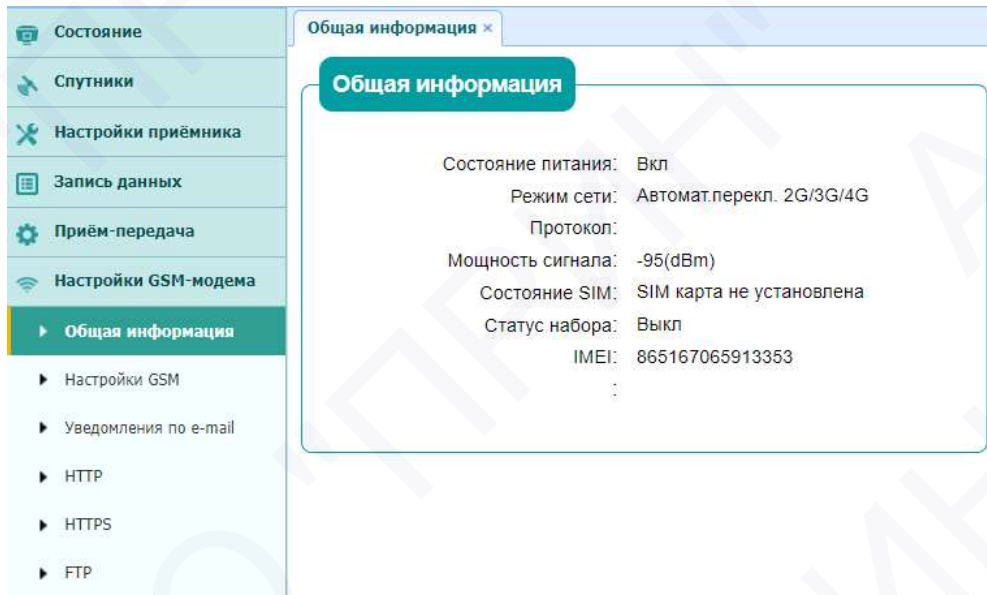 Состояние
Спутники
Настройки приёмника
Запись данных
Приём-передача
Настройки GSM-модема
Общая информация
Настройки GSM
Уведомления по e-mail
HTTP
HTTPS
FTP
Общая информация ×
Общая информация
Состояние питания: Вкл
Режим сети: Автомат.перекл. 2G/3G/4G
Протокол:
Мощность сигнала: -95(dBm)
Состояние SIM: SIM карта не установлена
Статус набора: Выкл
IMEI: 865167065913353
: